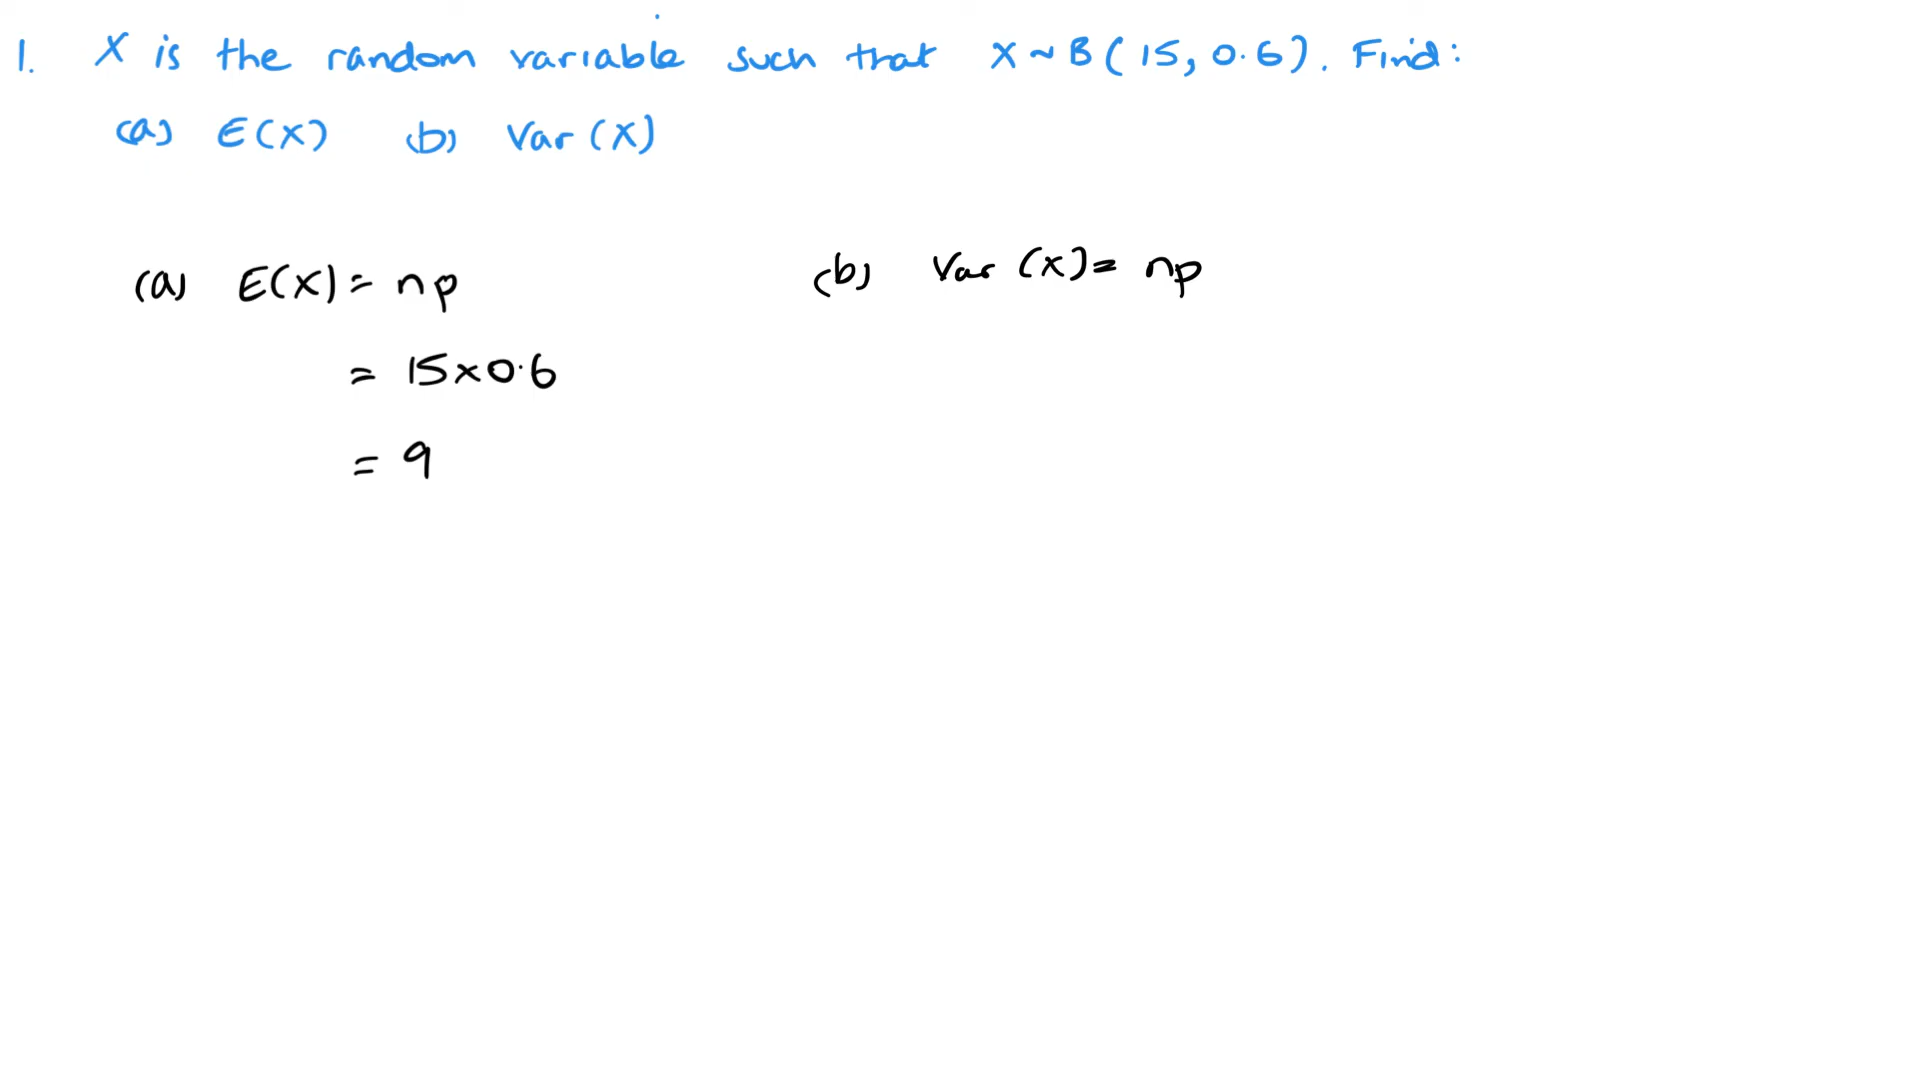 1. X is the random variable such that X ~ B(15, 0.6). Find:
(a) E(X) (b) Var(X)
(a) E(X) = np
= 15×0.6
= 9
(b) Var(X) = np